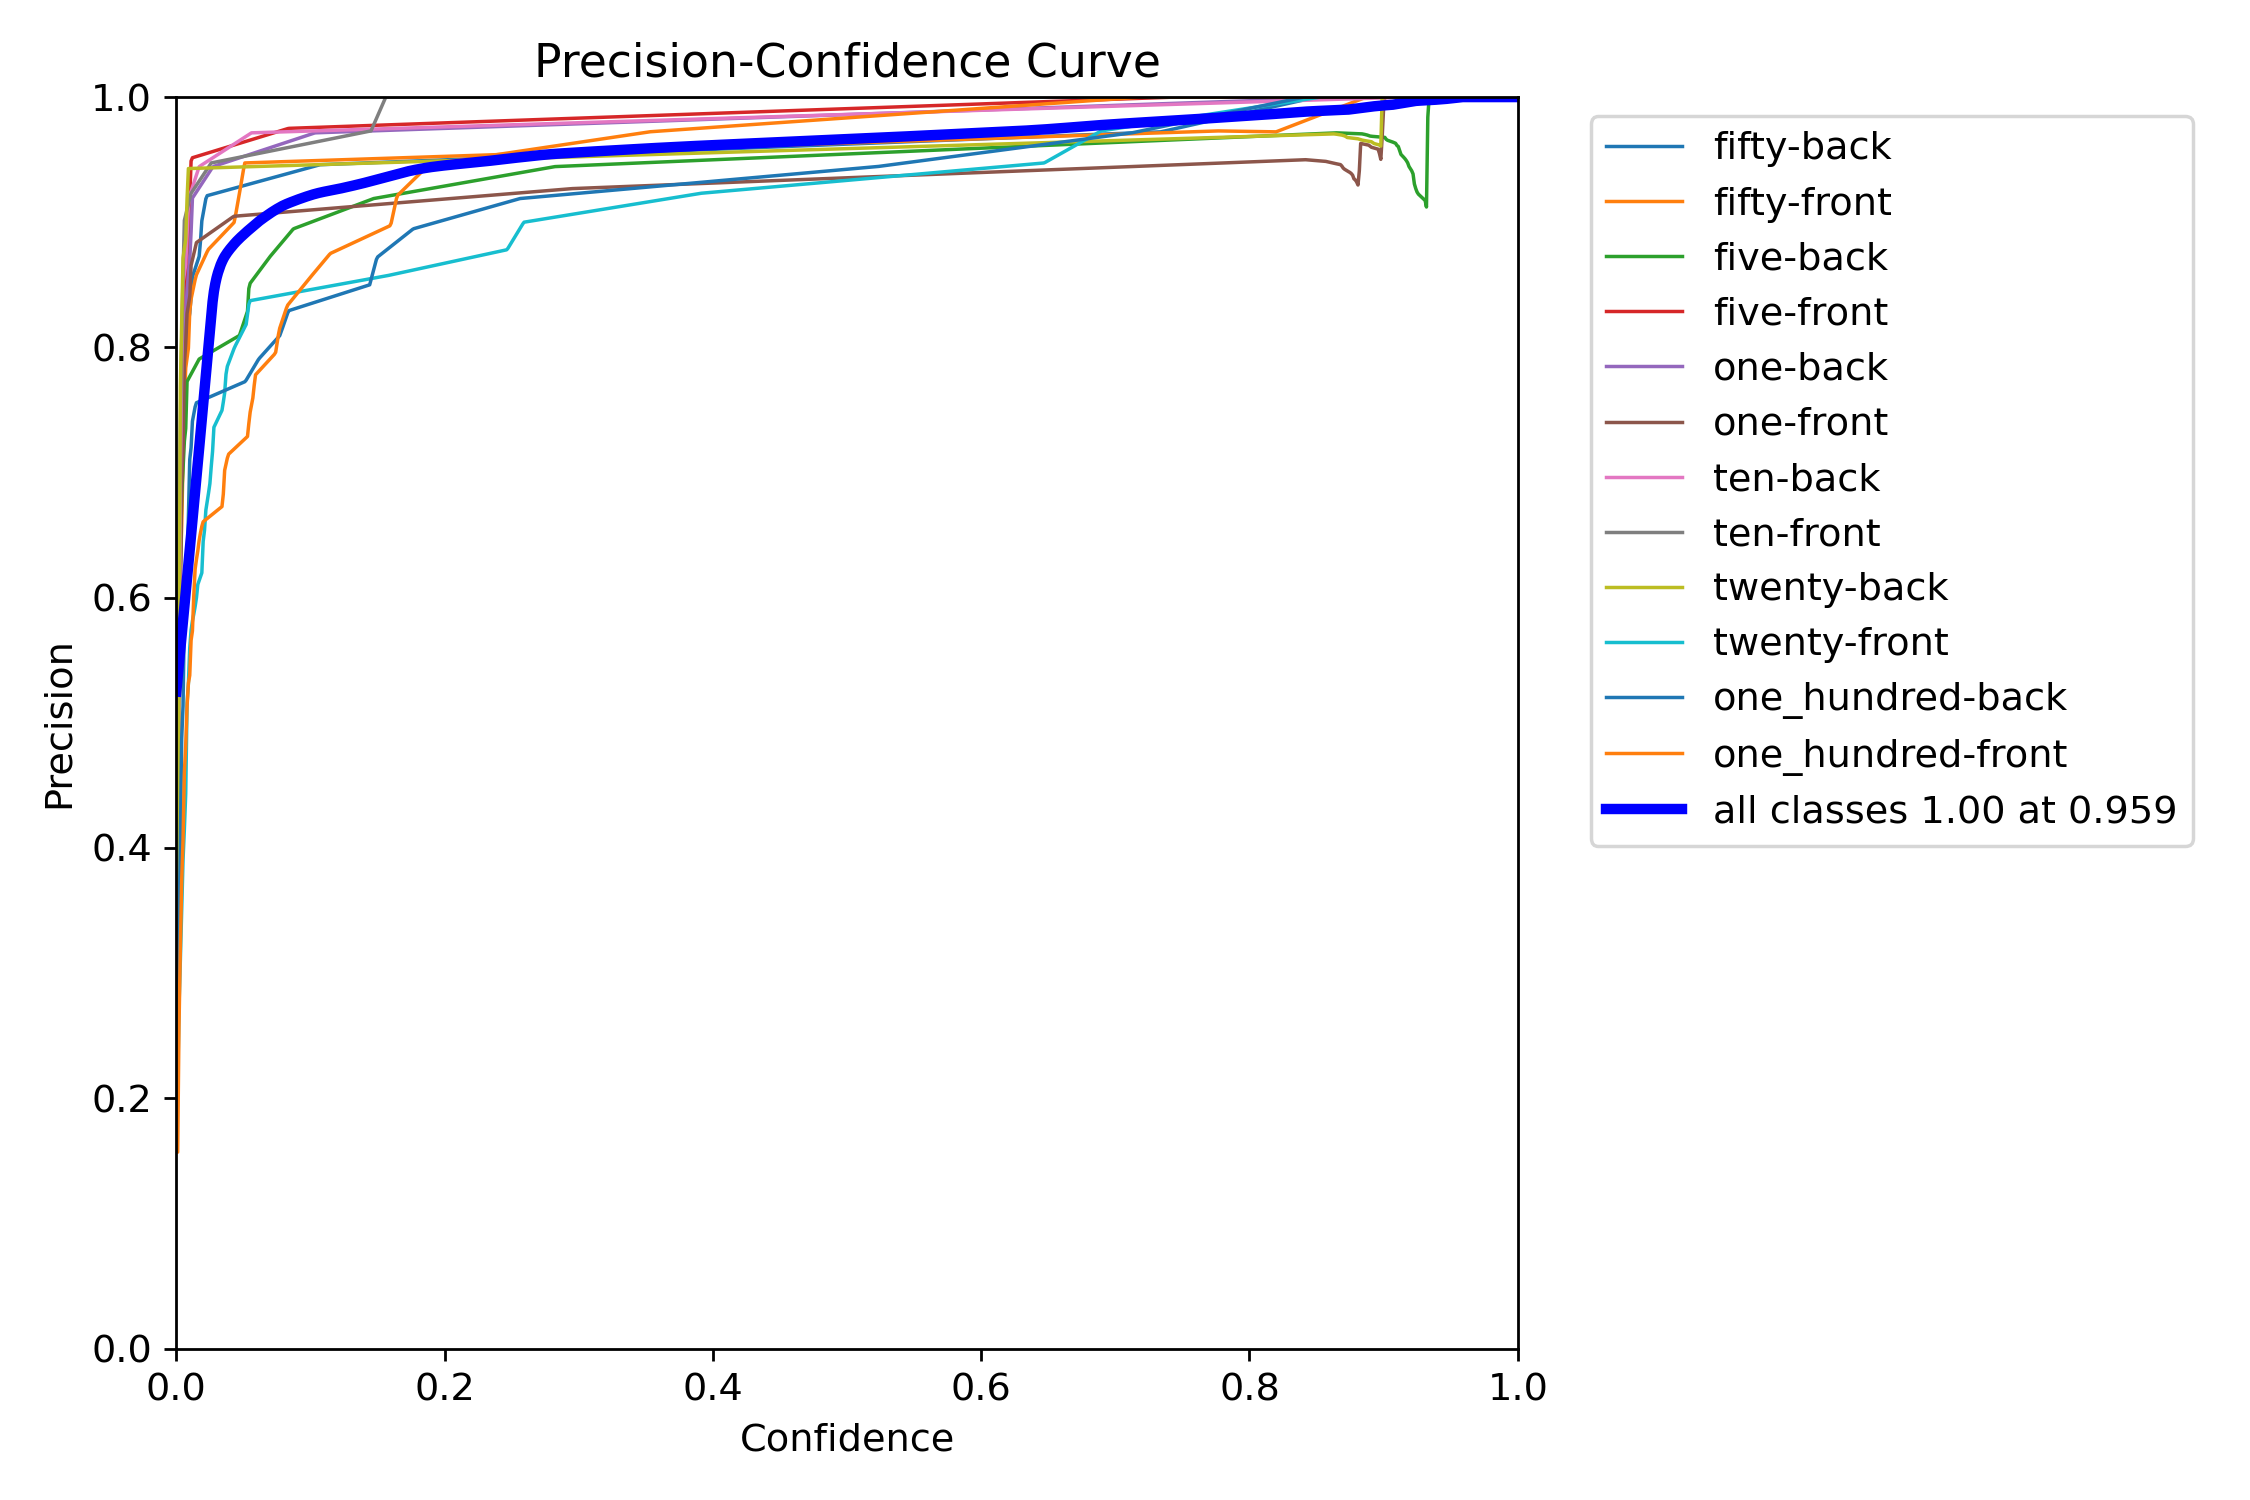 Precision-Confidence Curve
1.0
0.8
0.6
0.4
0.2
0.0
Precision
0.0 0.2 0.4 0.6 0.8 1.0
Confidence
fifty-back
fifty-front
five-back
five-front
one-back
one-front
ten-back
ten-front
twenty-back
twenty-front
one_hundred-back
one_hundred-front
all classes 1.00 at 0.959